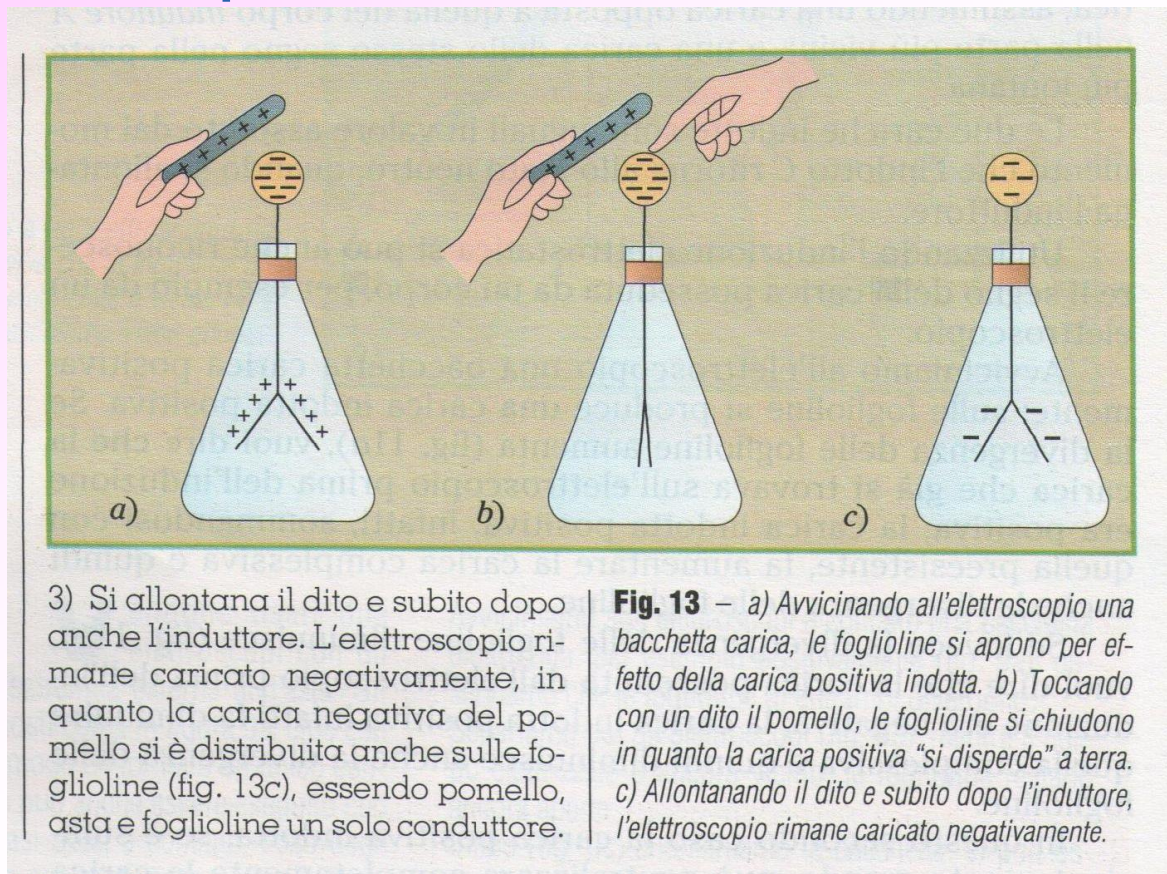 a)
b)
c)
3) Si allontana il dito e subito dopo
anche l'induttore. L'elettroscopio ri-
mane caricato negativamente, in
quanto la carica negativa del po-
mello si è distribuita anche sulle fo-
glioline (fig. 13c), essendo pomello,
asta e foglioline un solo conduttore.
Fig. 13 – a) Avvicinando all'elettroscopio una
bacchetta carica, le foglioline si aprono per ef-
fetto della carica positiva indotta. b) Toccando
con un dito il pomello, le foglioline si chiudono
in quanto la carica positiva "si disperde" a terra.
c) Allontanando il dito e subito dopo l'induttore,
l'elettroscopio rimane caricato negativamente.